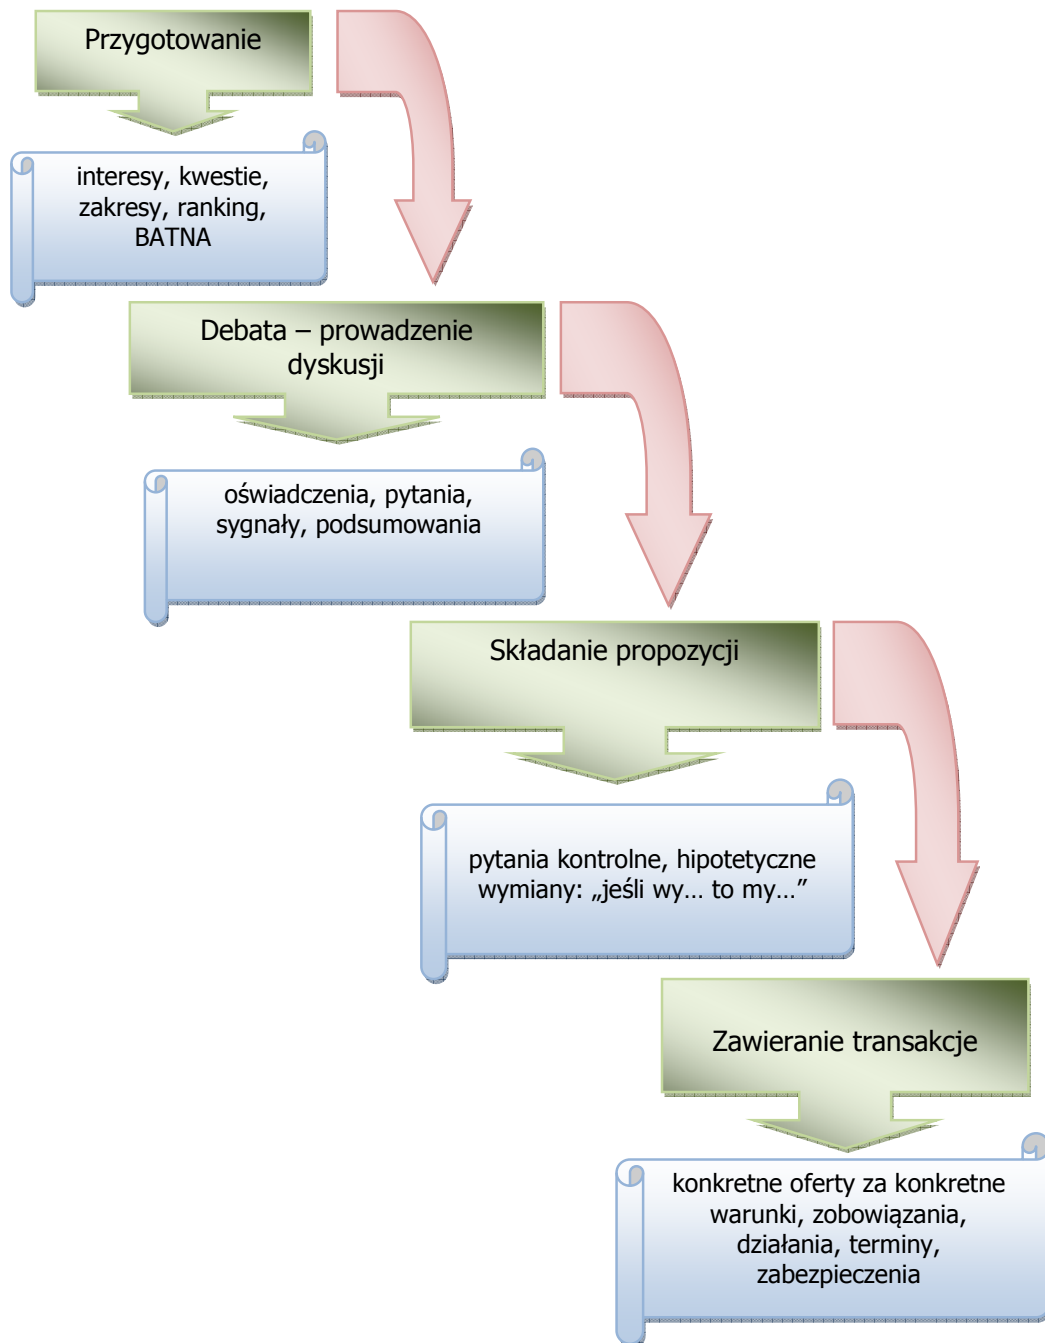 Przygotowanie
interesy, kwestie,
zakresy, ranking,
BATNA
Debata – prowadzenie
dyskusji
oświadczenia, pytania,
sygnały, podsumowania
Składanie propozycji
pytania kontrolne, hipotetyczne
wymiany: „jeśli wy… to my…”
Zawieranie transakcje
konkretne oferty za konkretne
warunki, zobowiązania,
działania, terminy,
zabezpieczenia